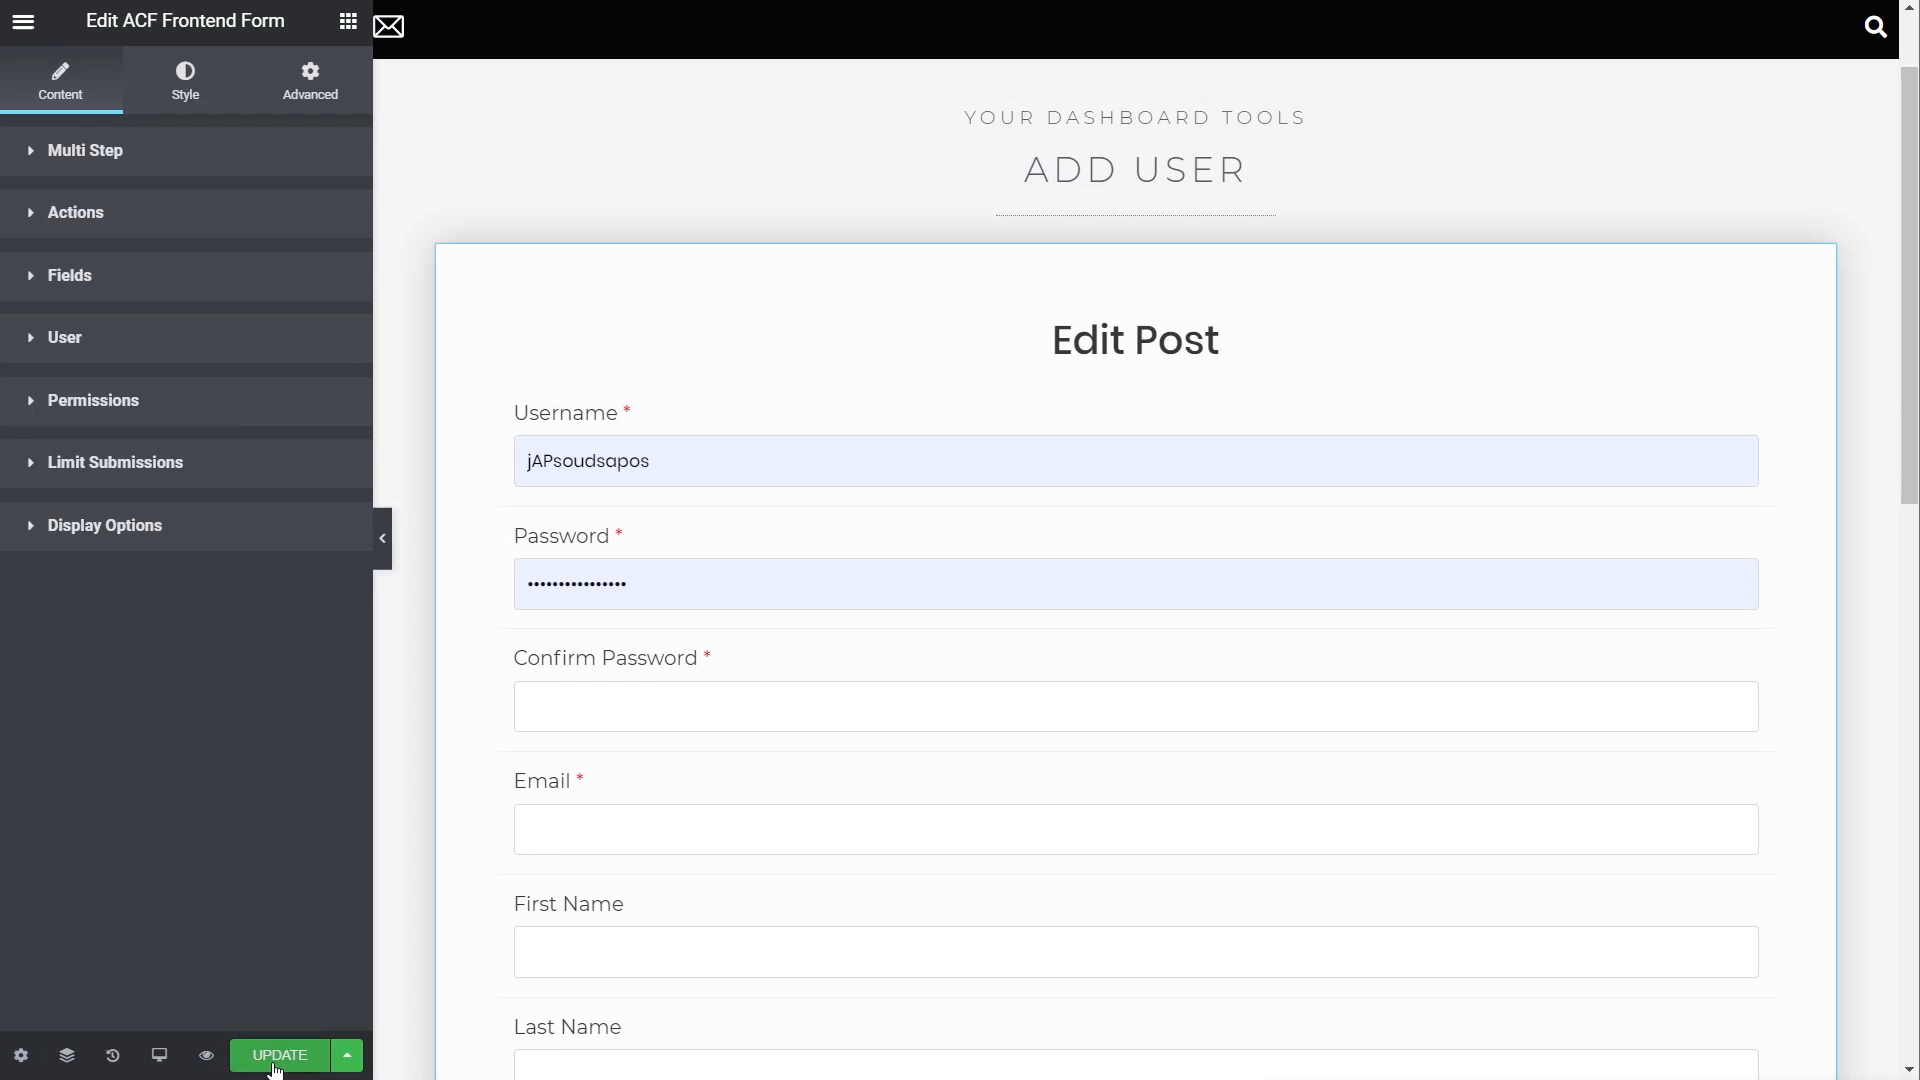 Edit ACF Frontend Form
Content
Style
Advanced
Multi Step
Actions
Fields
User
Permissions
Limit Submissions
Display Options
UPDATE
YOUR DASHBOARD TOOLS
ADD USER
Edit Post
Username *
jAPsoudsapos
Password *
••••••••••••••••
Confirm Password *
Email *
First Name
Last Name